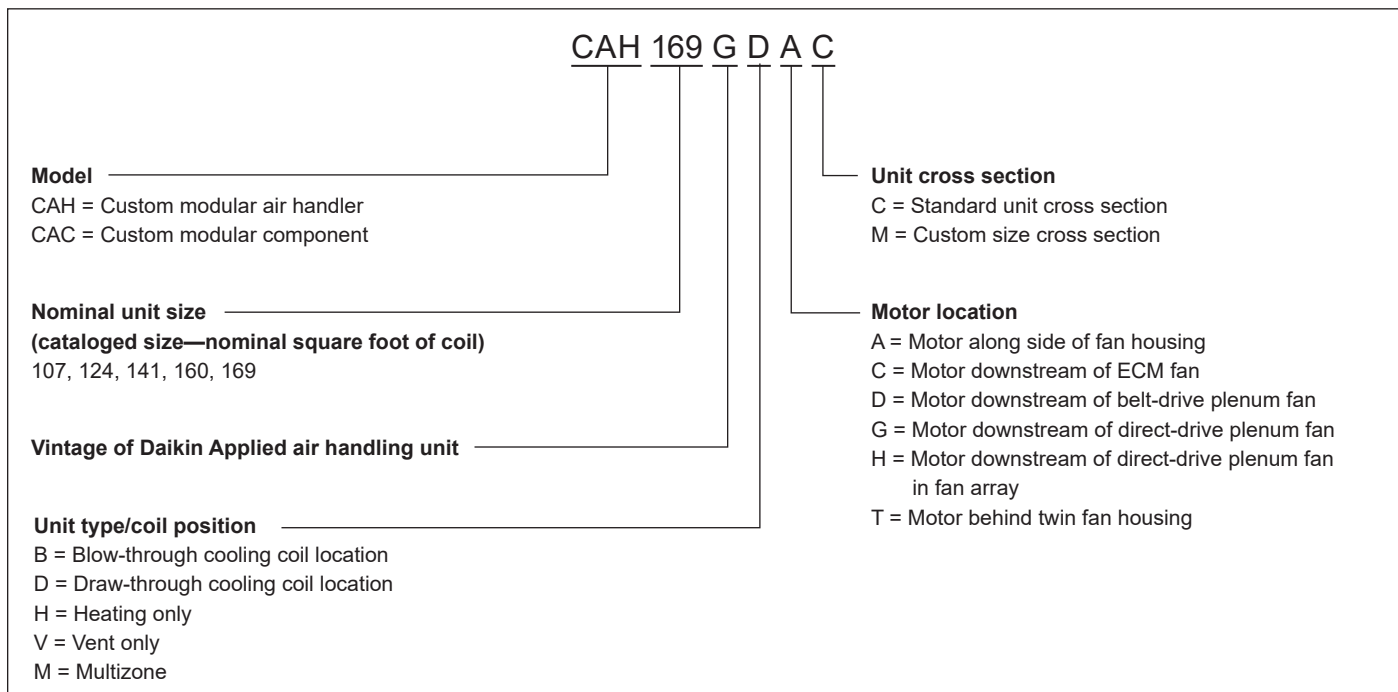 CAH 169 G D A C
Model
CAH = Custom modular air handler
CAC = Custom modular component
Nominal unit size
(cataloged size—nominal square foot of coil)
107, 124, 141, 160, 169
Vintage of Daikin Applied air handling unit
Unit type/coil position
B = Blow-through cooling coil location
D = Draw-through cooling coil location
H = Heating only
V = Vent only
M = Multizone
Unit cross section
C = Standard unit cross section
M = Custom size cross section
Motor location
A = Motor along side of fan housing
C = Motor downstream of ECM fan
D = Motor downstream of belt-drive plenum fan
G = Motor downstream of direct-drive plenum fan
H = Motor downstream of direct-drive plenum fan
in fan array
T = Motor behind twin fan housing